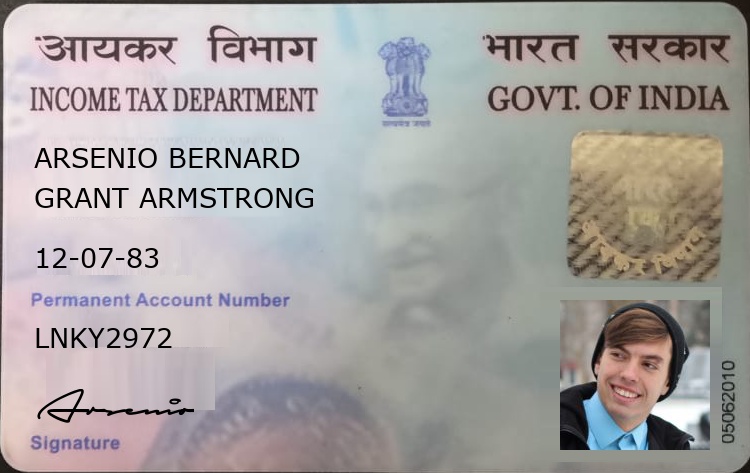 आयकर विभाग
भारत सरकार
INCOME TAX DEPARTMENT
GOVT. OF INDIA
सत्यमेव जयते
ARSENIO BERNARD
GRANT ARMSTRONG
आयकर विभाग
12-07-83
Permanent Account Number
LNKY2972
Arsenio
Signature
05062010